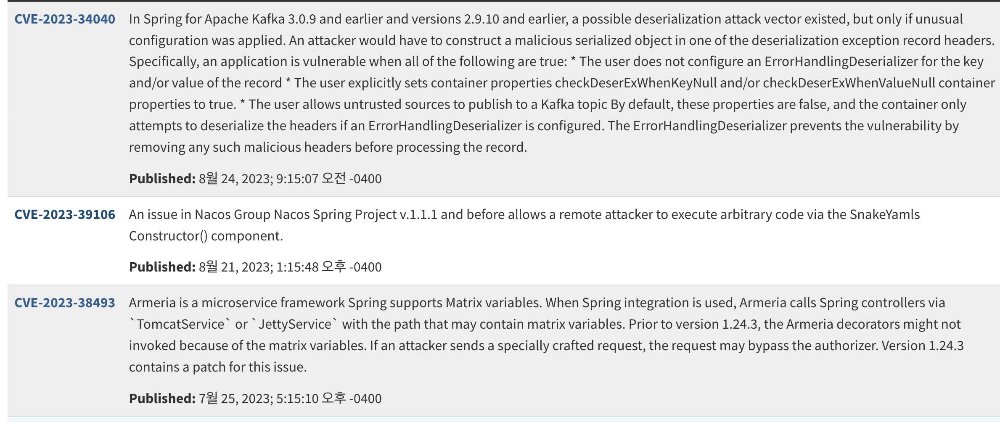 CVE-2023-34040 In Spring for Apache Kafka 3.0.9 and earlier and versions 2.9.10 and earlier, a possible deserialization attack vector existed, but only if unusual
configuration was applied. An attacker would have to construct a malicious serialized object in one of the deserialization exception record headers.
Specifically, an application is vulnerable when all of the following are true: * The user does not configure an ErrorHandlingDeserializer for the key
and/or value of the record * The user explicitly sets container properties checkDeserExWhenKeyNull and/or checkDeserExWhenValueNull container
properties to true. * The user allows untrusted sources to publish to a Kafka topic By default, these properties are false, and the container only
attempts to deserialize the headers if an ErrorHandlingDeserializer is configured. The ErrorHandlingDeserializer prevents the vulnerability by
removing any such malicious headers before processing the record.
Published: 8월 24, 2023; 9:15:07 오전 -0400
CVE-2023-39106 An issue in Nacos Group Nacos Spring Project v.1.1.1 and before allows a remote attacker to execute arbitrary code via the SnakeYamls
Constructor() component.
Published: 8월 21, 2023; 1:15:48 오후 -0400
CVE-2023-38493 Armeria is a microservice framework Spring supports Matrix variables. When Spring integration is used, Armeria calls Spring controllers via
`TomcatService` or `JettyService` with the path that may contain matrix variables. Prior to version 1.24.3, the Armeria decorators might not
invoked because of the matrix variables. If an attacker sends a specially crafted request, the request may bypass the authorizer. Version 1.24.3
contains a patch for this issue.
Published: 7월 25, 2023; 5:15:10 오후 -0400